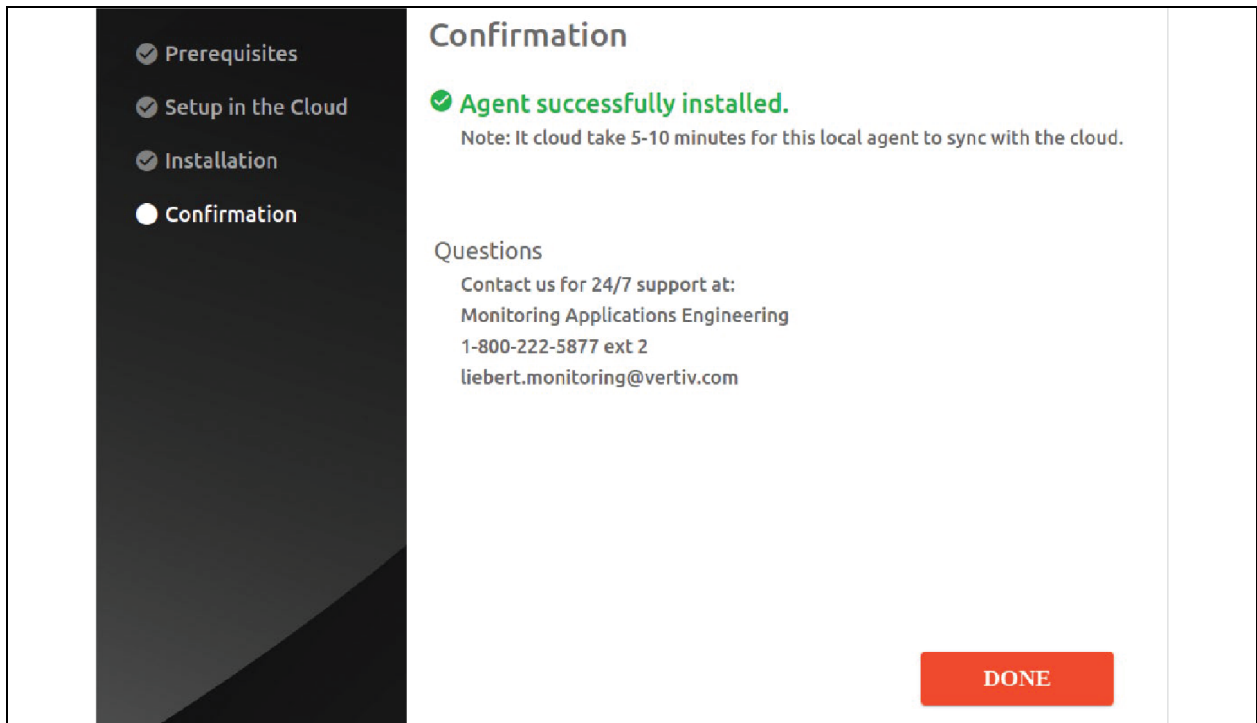 Prerequisites
Setup in the Cloud
Installation
Confirmation
Confirmation
Agent successfully installed.
Note: It cloud take 5-10 minutes for this local agent to sync with the cloud.
Questions
Contact us for 24/7 support at:
Monitoring Applications Engineering
1-800-222-5877 ext 2
liebert.monitoring@vertiv.com
DONE